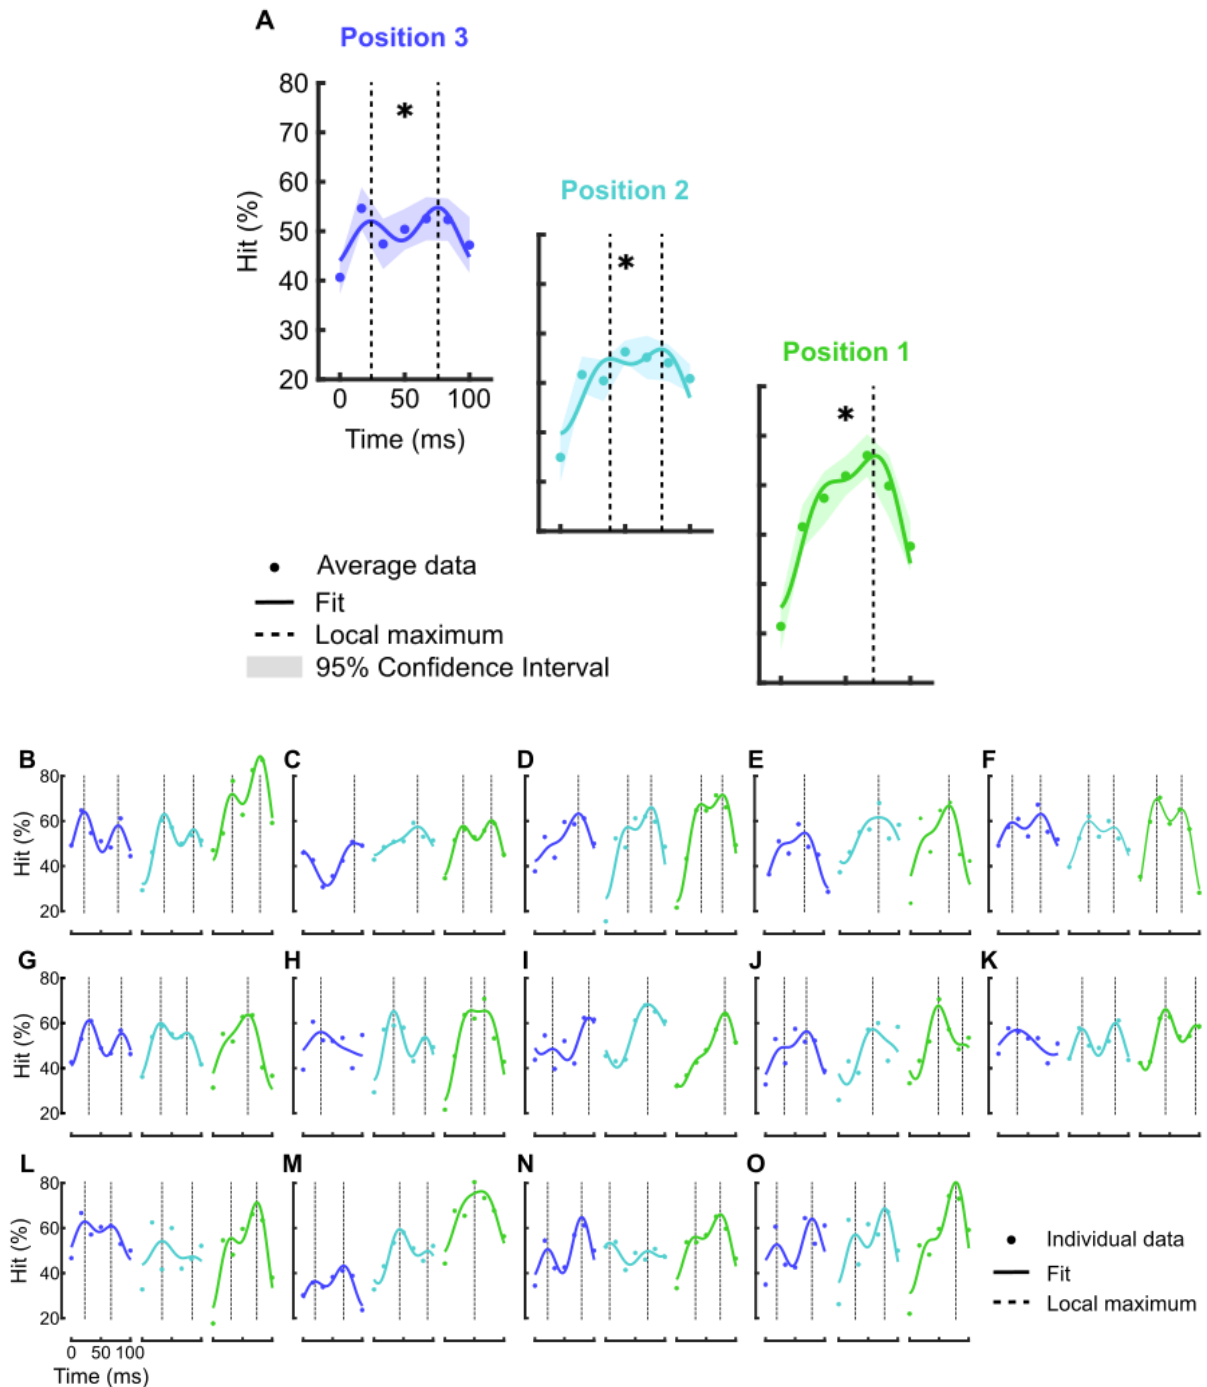 A
Position 3
80
70
60
50
40
30
20
Hit (%)
*
0 50 100
Time (ms)
Position 2
*
Position 1
*
Average data
Fit
Local maximum
95% Confidence Interval
B C D E F
80
60
40
20
Hit (%)
G H I J K
80
60
40
20
Hit (%)
L M N O
80
60
40
20
Hit (%)
0 50 100
Time (ms)
Individual data
Fit
Local maximum